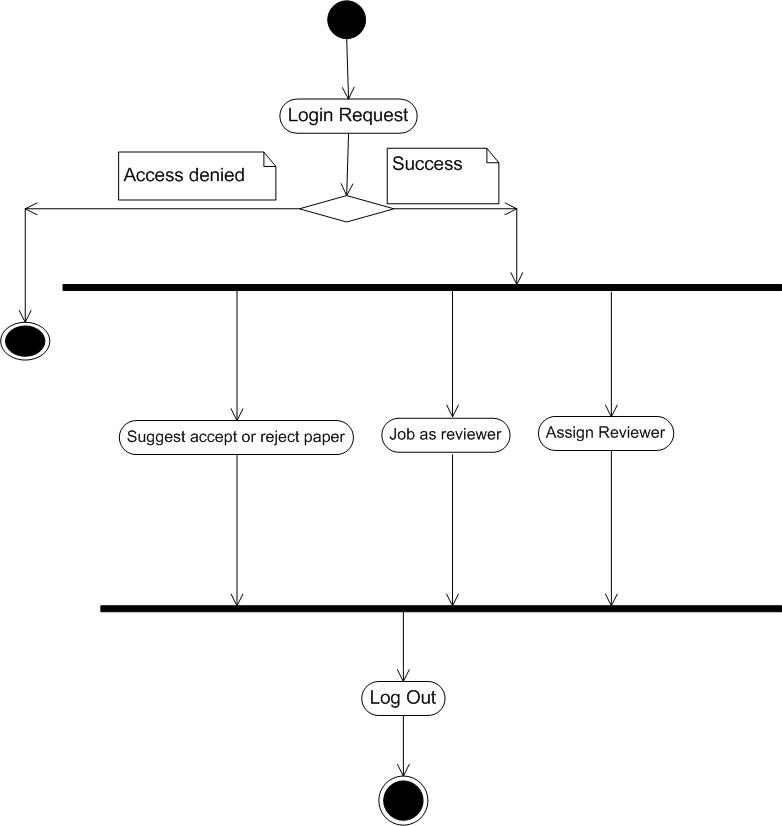 Login Request
Access denied
Success
Suggest accept or reject paper
Job as reviewer
Assign Reviewer
Log Out